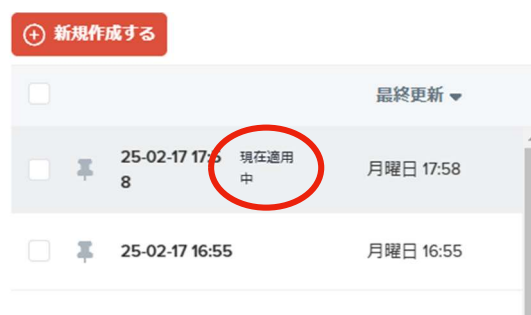 新規作成する
最終更新
25-02-17 17:5
8
現在適用
中
月曜日 17:58
25-02-17 16:55
月曜日 16:55